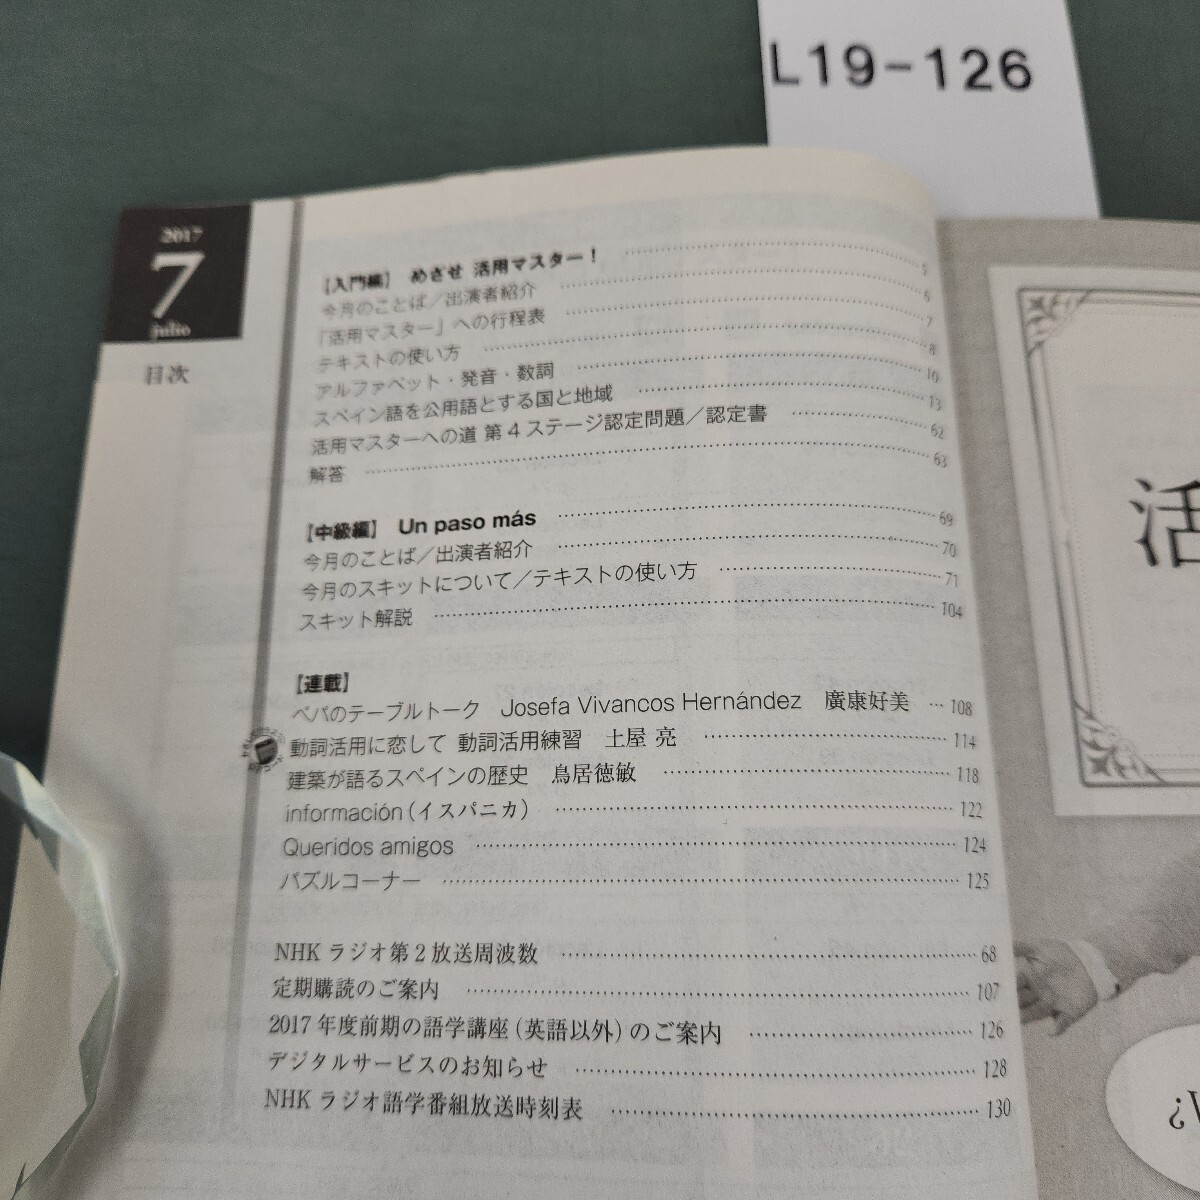 L19-126
2017
7
julio
目次
【入門編】 めざせ 活用マスター! 5
今月のことば/出演者紹介 6
「活用マスター」への行程表 7
テキストの使い方 8
アルファベット・発音・数詞 10
スペイン語を公用語とする国と地域 13
活用マスターへの道 第4ステージ認定問題/認定書 62
解答 63
【中級編】 Un paso más 69
今月のことば/出演者紹介 70
今月のスキットについて/テキストの使い方 71
スキット解説 104
【連載】
ペパのテーブルトーク Josefa Vivancos Hernández 廣康好美 108
動詞活用に恋して 動詞活用練習 土屋 亮 114
建築が語るスペインの歴史 鳥居徳敏 118
información(イスパニカ) 122
Queridos amigos 124
パズルコーナー 125
NHK ラジオ第2放送周波数 68
定期購読のご案内 107
2017年度前期の語学講座(英語以外)のご案内 126
デジタルサービスのお知らせ 128
NHK ラジオ語学番組放送時刻表 130
活
¿